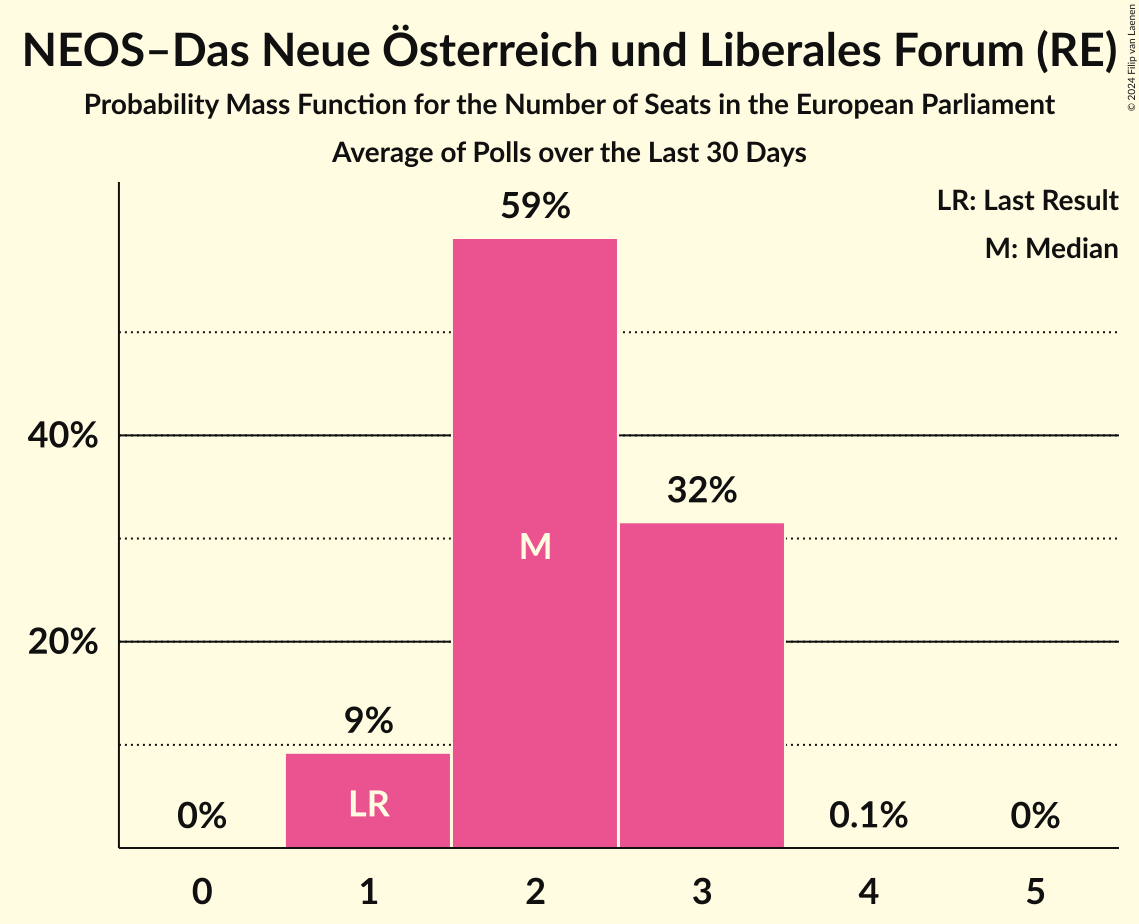 NEOS–Das Neue Österreich und Liberales Forum (RE)
Probability Mass Function for the Number of Seats in the European Parliament
Average of Polls over the Last 30 Days
© 2024 Filip van Laenen
LR: Last Result
M: Median
59%
40%
32%
M
20%
9%
LR
0%
0.1%
0%
0 1 2 3 4 5